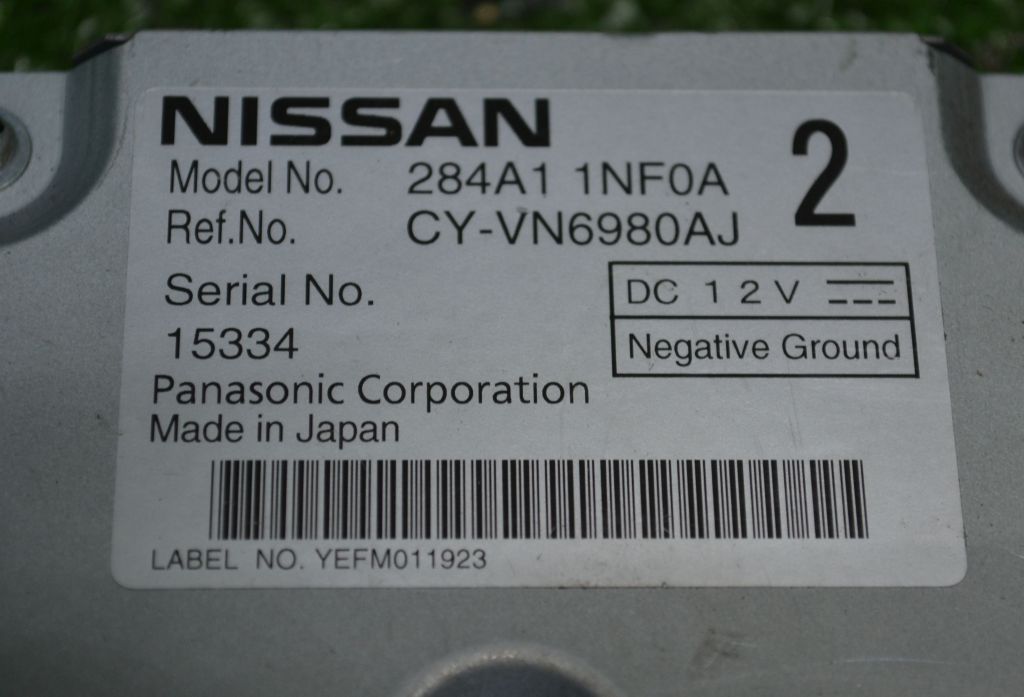 NISSAN
Model No. 284A1 1NF0A
2
Ref.No. CY-VN6980AJ
Serial No.
15334
DC 12V
Negative Ground
Panasonic Corporation
Made in Japan
LABEL NO. YEFM011923